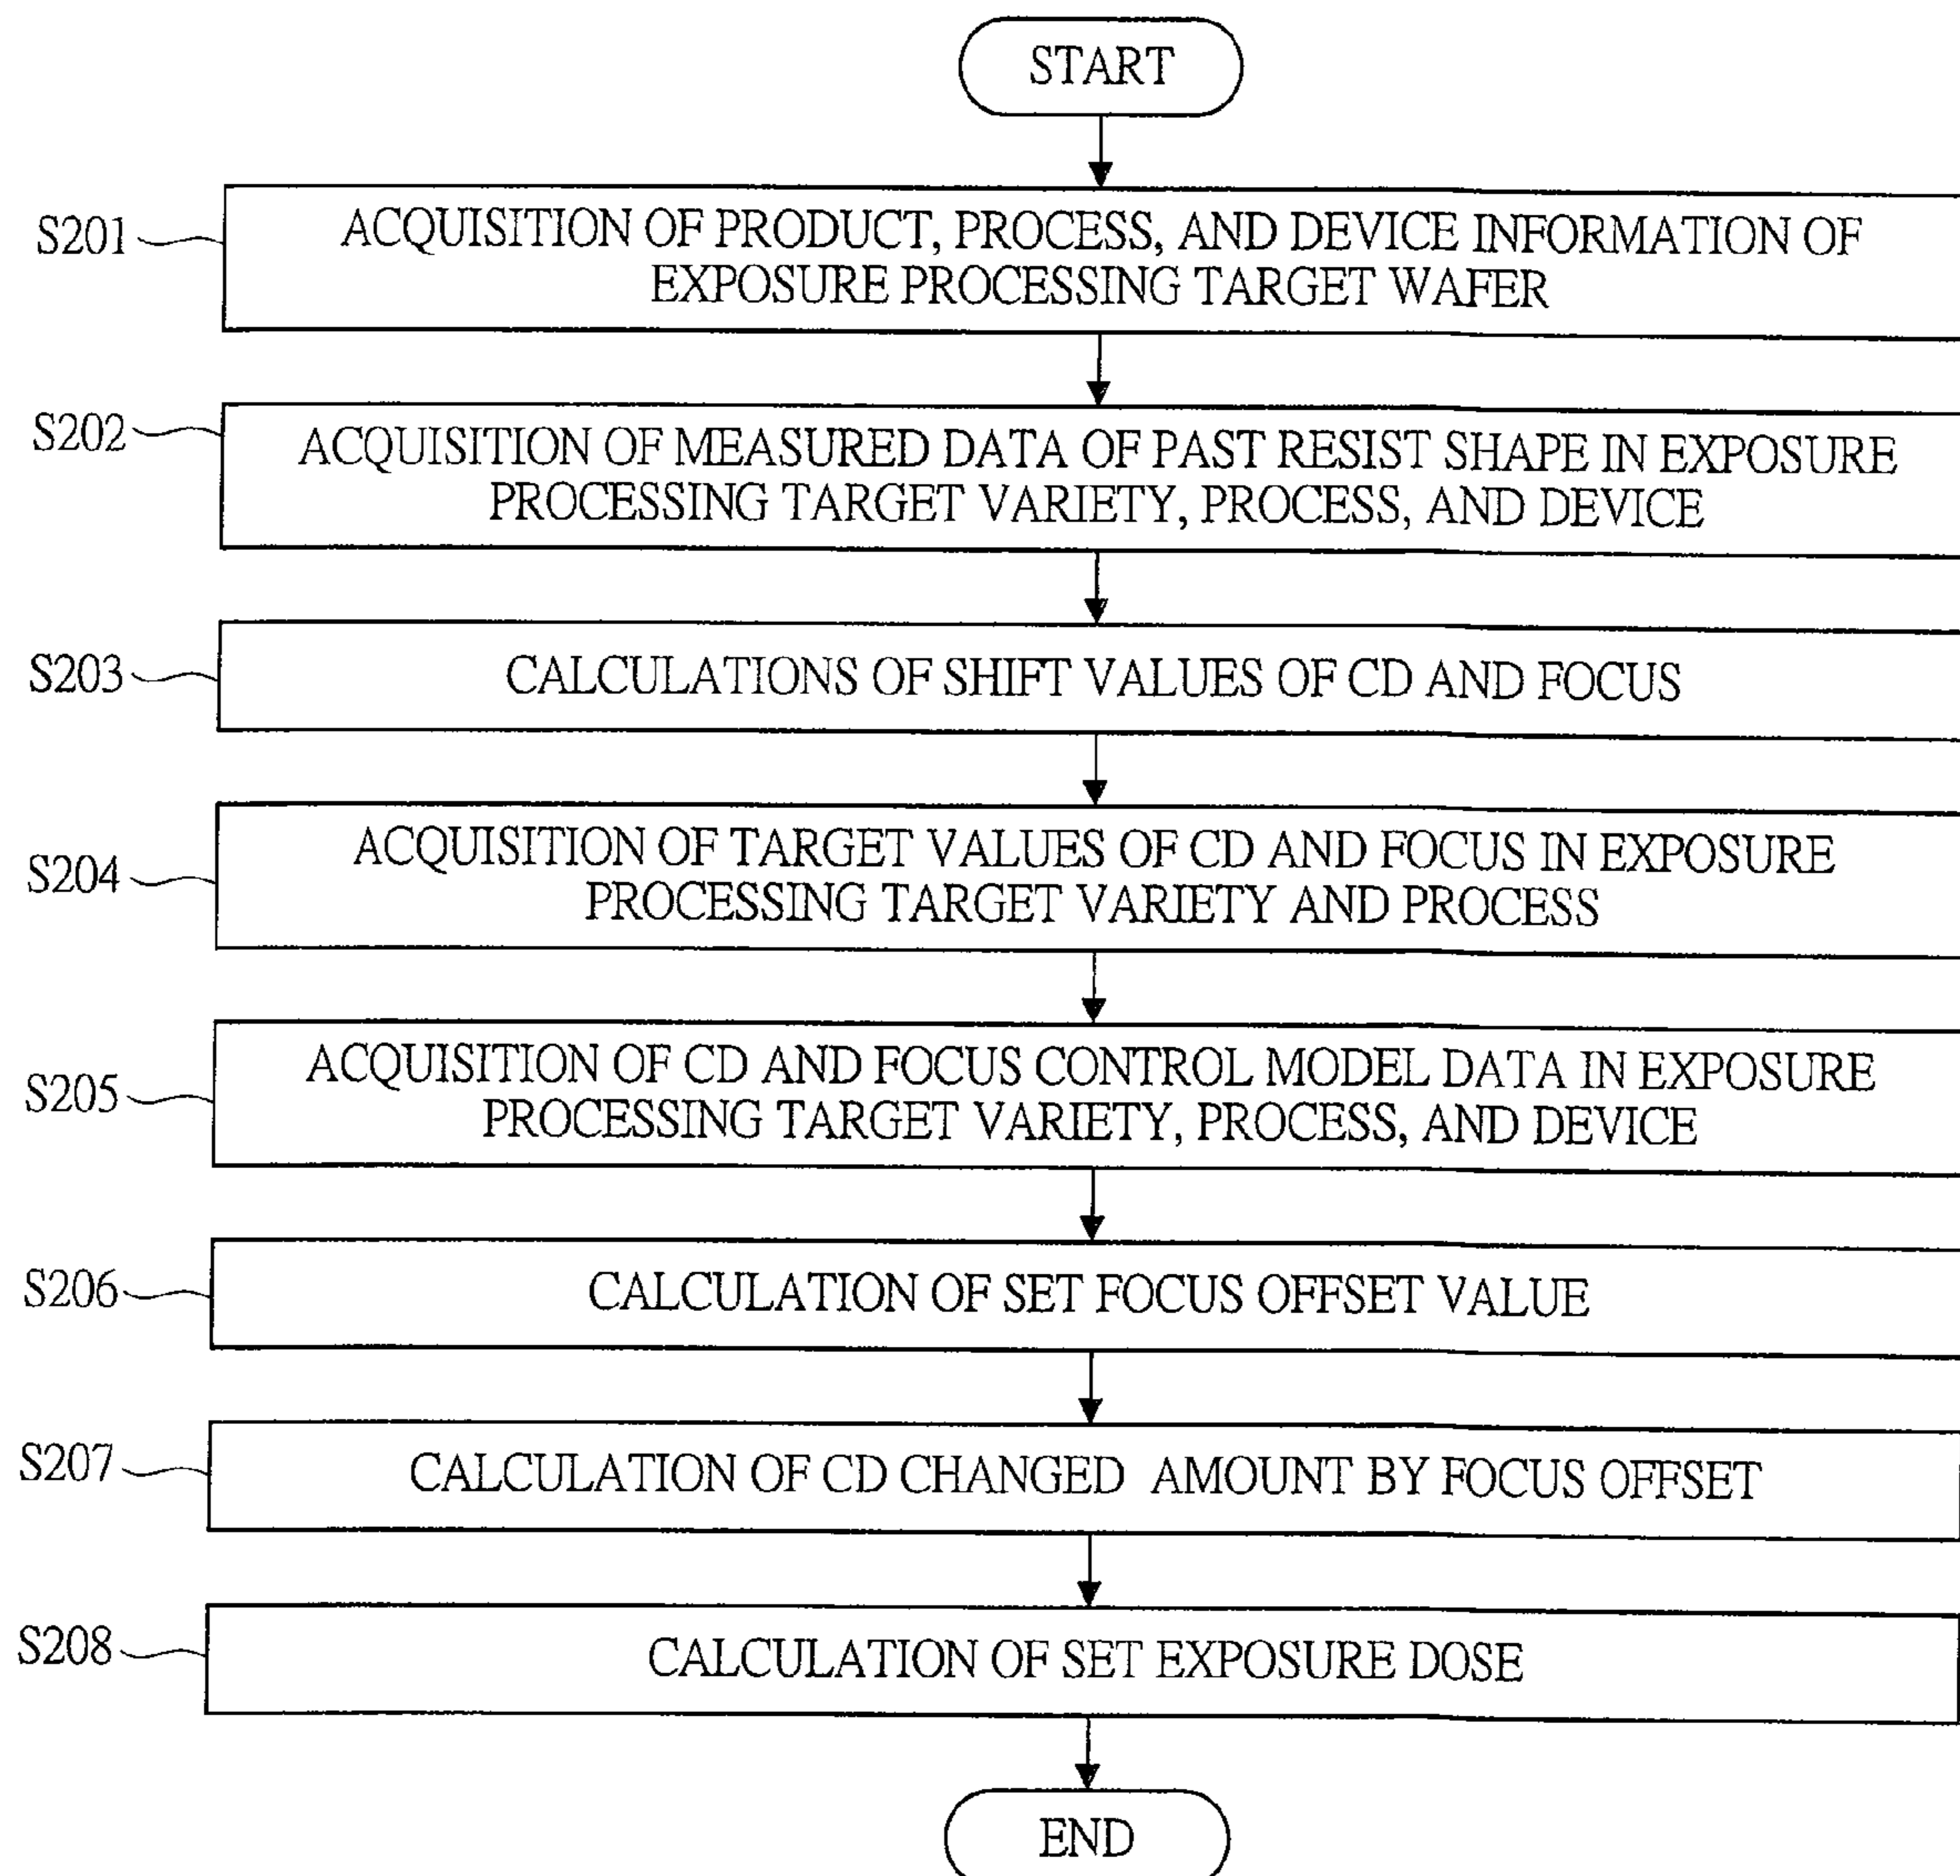 START
S201
ACQUISITION OF PRODUCT, PROCESS, AND DEVICE INFORMATION OF
EXPOSURE PROCESSING TARGET WAFER
S202
ACQUISITION OF MEASURED DATA OF PAST RESIST SHAPE IN EXPOSURE
PROCESSING TARGET VARIETY, PROCESS, AND DEVICE
S203
CALCULATIONS OF SHIFT VALUES OF CD AND FOCUS
S204
ACQUISITION OF TARGET VALUES OF CD AND FOCUS IN EXPOSURE
PROCESSING TARGET VARIETY AND PROCESS
S205
ACQUISITION OF CD AND FOCUS CONTROL MODEL DATA IN EXPOSURE
PROCESSING TARGET VARIETY, PROCESS, AND DEVICE
S206
CALCULATION OF SET FOCUS OFFSET VALUE
S207
CALCULATION OF CD CHANGED AMOUNT BY FOCUS OFFSET
S208
CALCULATION OF SET EXPOSURE DOSE
END